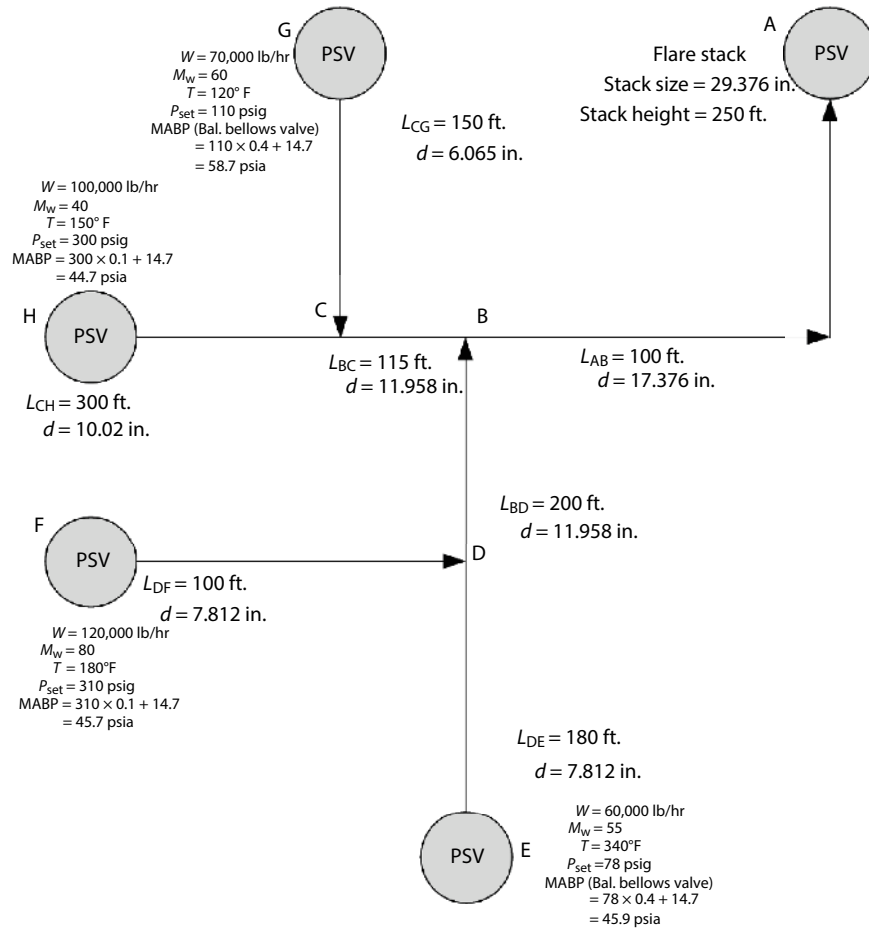 G
PSV
W = 70,000 lb/hr
Mw = 60
T = 120° F
Pset = 110 psig
MABP (Bal. bellows valve)
= 110 × 0.4 + 14.7
= 58.7 psia
A
PSV
Flare stack
Stack size = 29.376 in.
Stack height = 250 ft.
LCG = 150 ft.
d = 6.065 in.
W = 100,000 lb/hr
Mw = 40
T = 150° F
Pset = 300 psig
MABP = 300 × 0.1 + 14.7
= 44.7 psia
H
PSV
C
B
LCH = 300 ft.
d = 10.02 in.
LBC = 115 ft.
d = 11.958 in.
LAB = 100 ft.
d = 17.376 in.
LBD = 200 ft.
d = 11.958 in.
F
PSV
D
LDF = 100 ft.
d = 7.812 in.
W = 120,000 lb/hr
Mw = 80
T = 180°F
Pset = 310 psig
MABP = 310 × 0.1 + 14.7
= 45.7 psia
LDE = 180 ft.
d = 7.812 in.
PSV
E
W = 60,000 lb/hr
Mw = 55
T = 340°F
Pset =78 psig
MABP (Bal. bellows valve)
= 78 × 0.4 + 14.7
= 45.9 psia